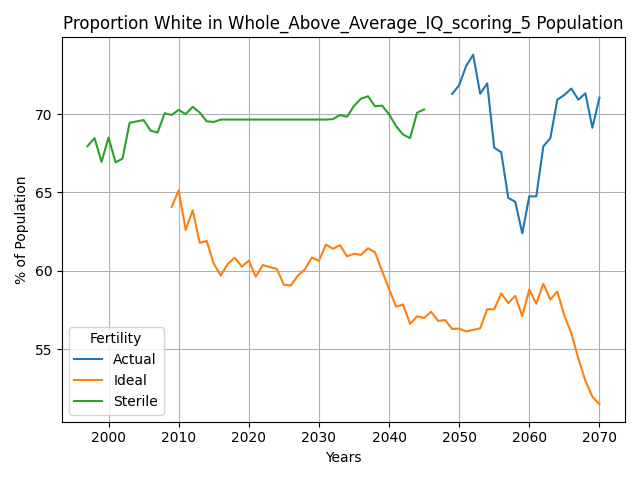 Proportion White in Whole_Above_Average_IQ_scoring_5 Population
% of Population
70
65
60
55
Fertility
Actual
Ideal
Sterile
2000 2010 2020 2030 2040 2050 2060 2070
Years